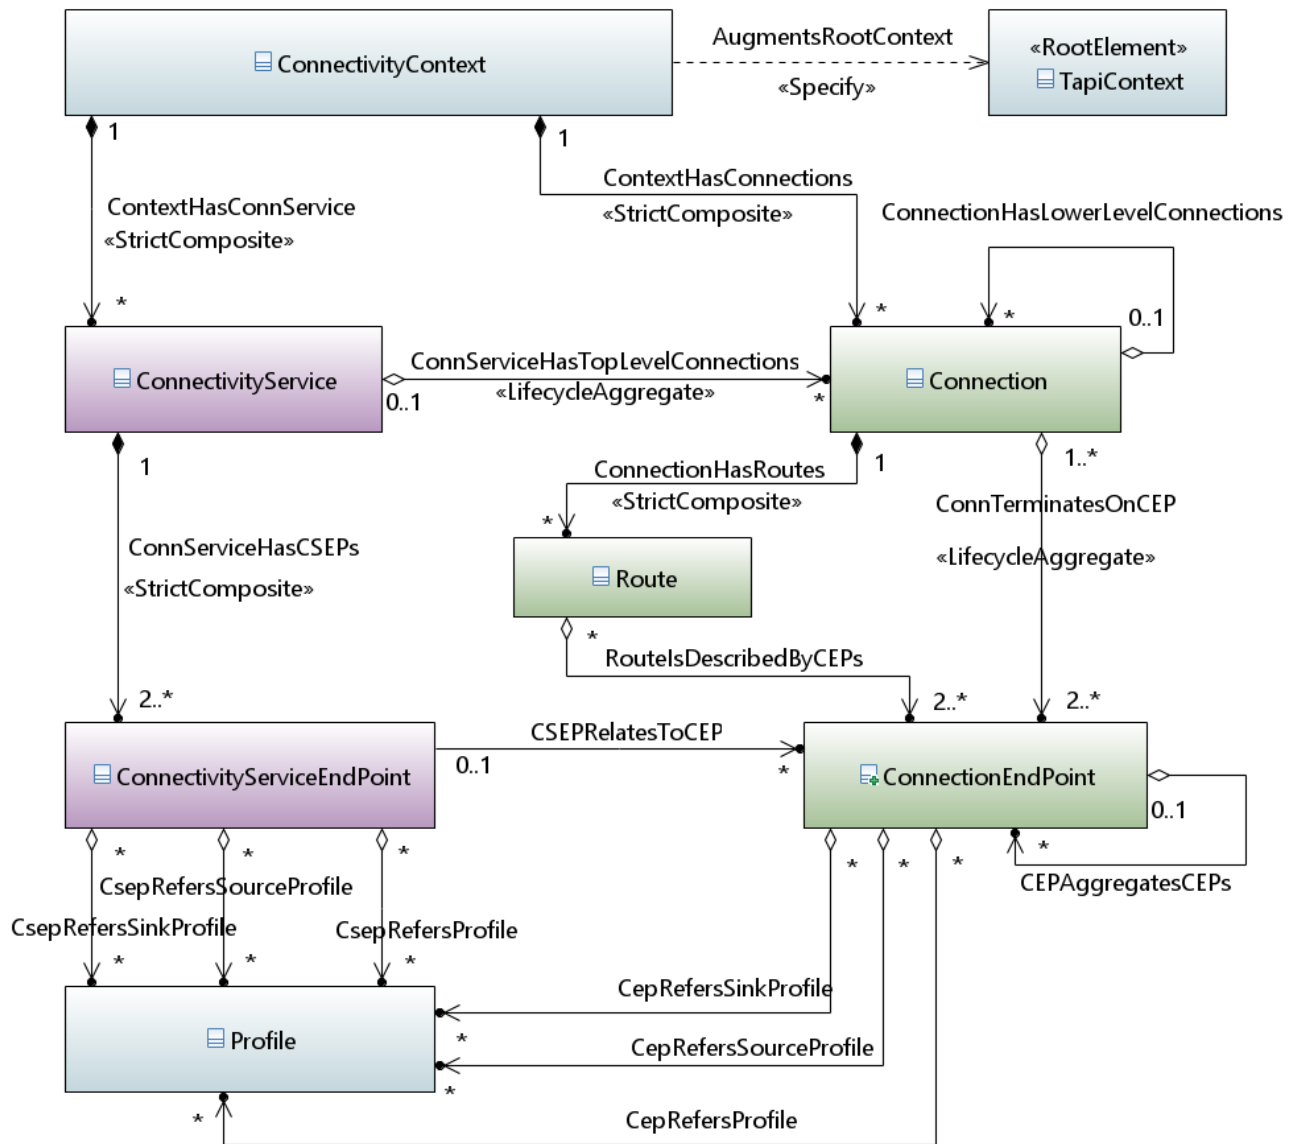 ConnectivityContext
AugmentsRootContext
«Specify»
«RootElement»
TapiContext
1
1
ContextHasConnService
«StrictComposite»
ContextHasConnections
«StrictComposite»
ConnectionHasLowerLevelConnections
*
*
*
0..1
ConnectivityService
ConnServiceHasTopLevelConnections
«LifecycleAggregate»
0..1
*
Connection
1
1
1..*
ConnectionHasRoutes
«StrictComposite»
*
ConnTerminatesOnCEP
«LifecycleAggregate»
ConnServiceHasCSEPs
«StrictComposite»
Route
*
RouteIsDescribedByCEPs
2..*
2..*
2..*
ConnectivityServiceEndPoint
CSEPRelatesToCEP
0..1
*
ConnectionEndPoint
0..1
*
CEPAggregatesCEPs
*
*
*
*
*
*
CsepRefersSourceProfile
CsepRefersSinkProfile
CsepRefersProfile
*
*
*
Profile
CepRefersSinkProfile
*
CepRefersSourceProfile
*
CepRefersProfile
*